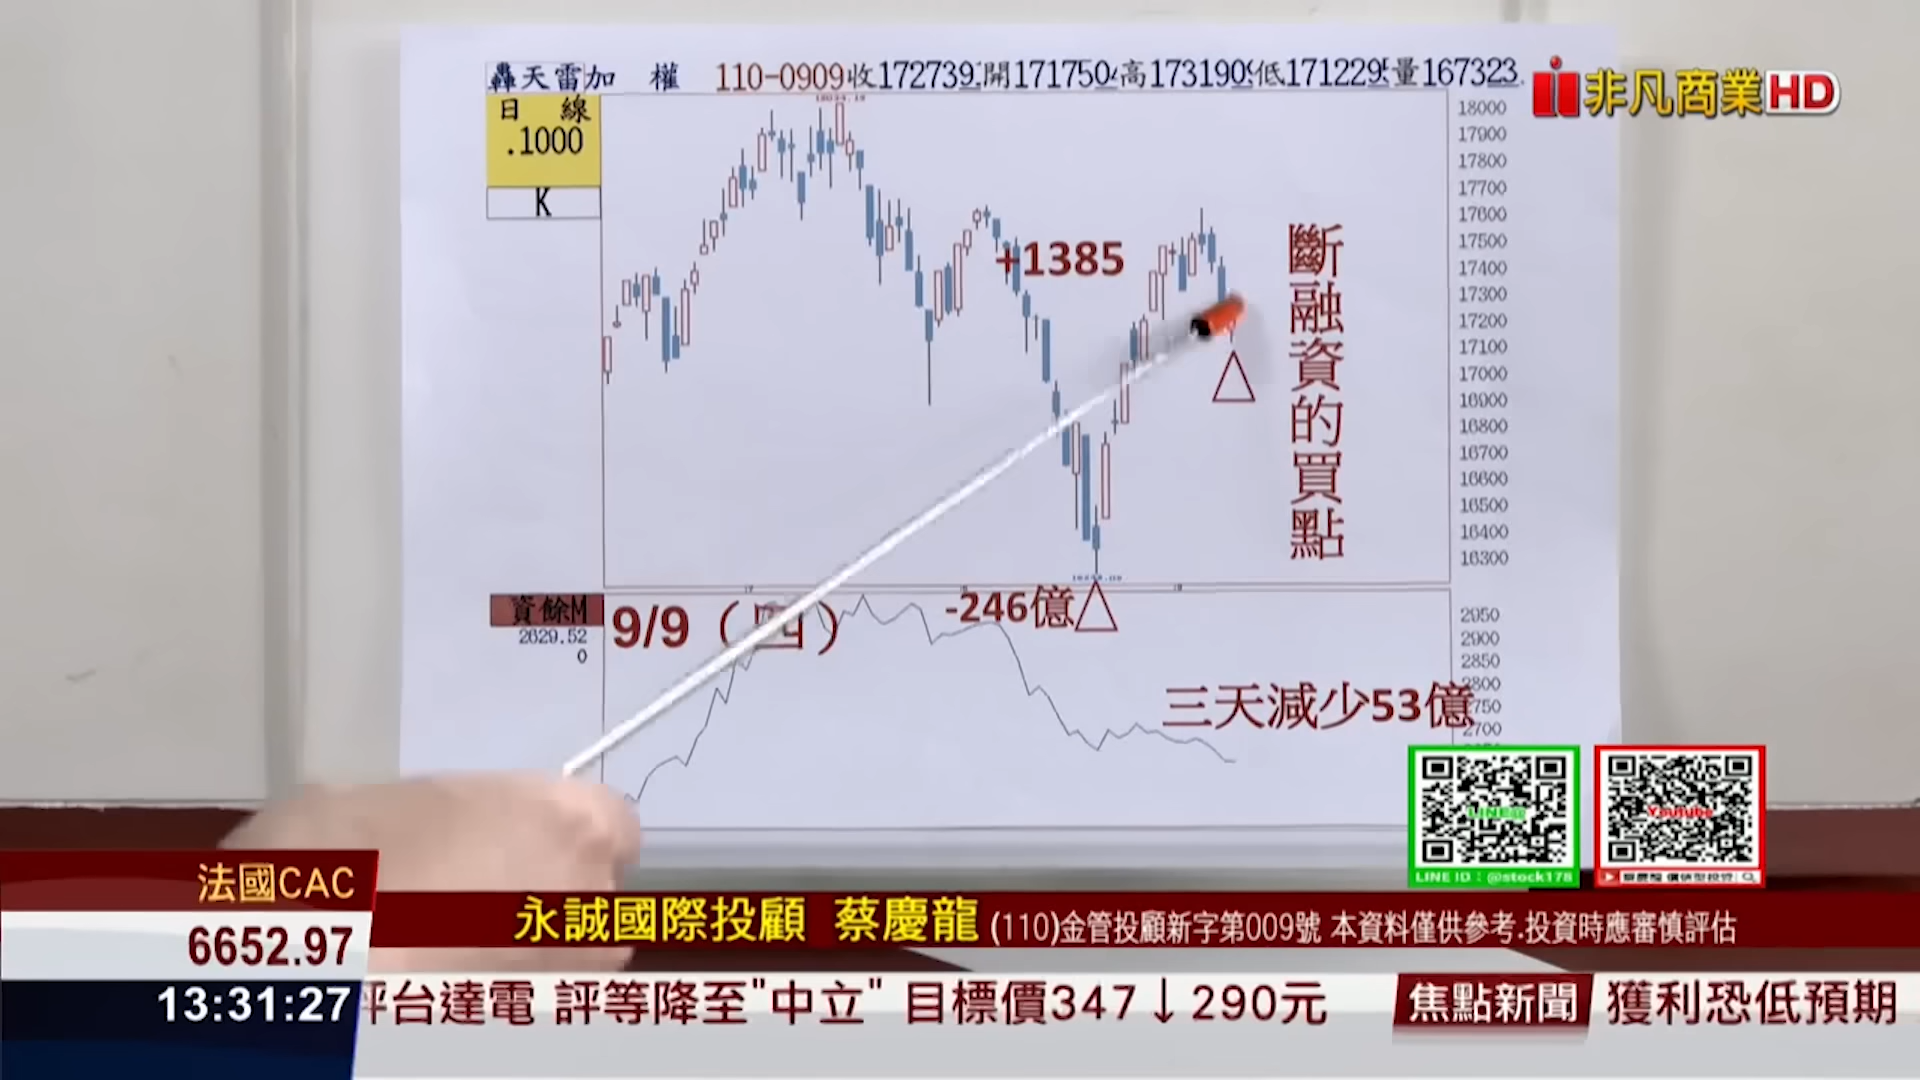 轟天雷加 權 110-0909收172739開171750高173190低171229量167323
非凡商業HD
日 線
.1000
K
18000
17900
17800
17700
17600
17500
17400
17300
17200
17100
17000
16900
16800
16700
16600
16500
16400
16300
+1385
斷融資的買點
資餘M
2629.52
0
9/9（四）
-246億△
三天減少53億
2950
2900
2850
2800
2750
2700
LINE@
LINE ID：@stock178
Youtube
法國CAC
6652.97
13:31:27
永誠國際投顧 蔡慶龍 (110)金管投顧新字第009號 本資料僅供參考.投資時應審慎評估
評台達電 評等降至"中立" 目標價347↓290元
焦點新聞 獲利恐低預期